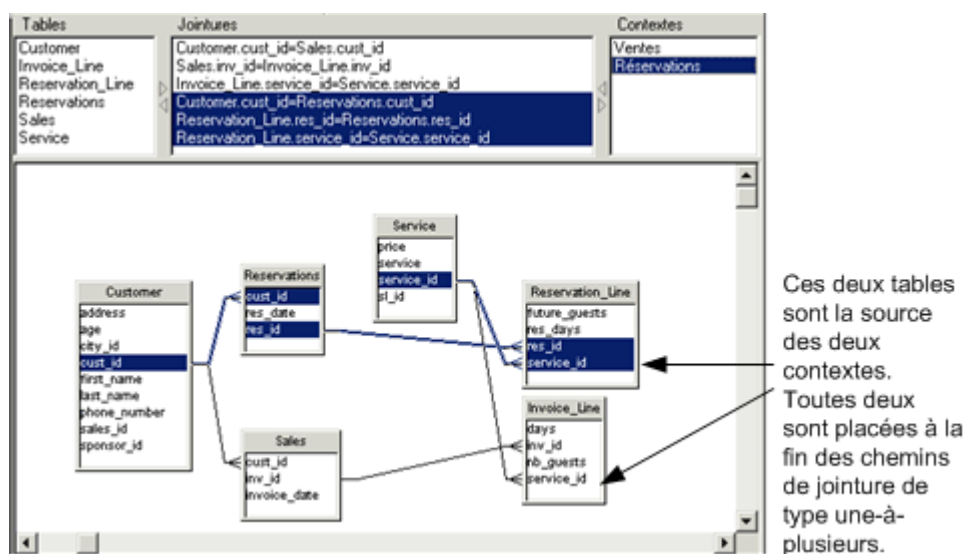 Tables
Jointures
Contextes
Customer
Invoice_Line
Reservation_Line
Reservations
Sales
Service
Customer.cust_id=Sales.cust_id
Sales.inv_id=Invoice_Line.inv_id
Invoice_Line.service_id=Service.service_id
Customer.cust_id=Reservations.cust_id
Reservation_Line.res_id=Reservations.res_id
Reservation_Line.service_id=Service.service_id
Ventes
Réservations
Customer
address
age
city_id
cust_id
first_name
last_name
phone_number
sales_id
sponsor_id
Reservations
cust_id
res_date
res_id
Sales
cust_id
inv_id
invoice_date
Service
price
service
service_id
sl_id
Reservation_Line
future_guests
res_days
res_id
service_id
Invoice_Line
days
inv_id
nb_guests
service_id
Ces deux tables
sont la source
des deux
contextes.
Toutes deux
sont placées à la
fin des chemins
de jointure de
type une-à-
plusieurs.